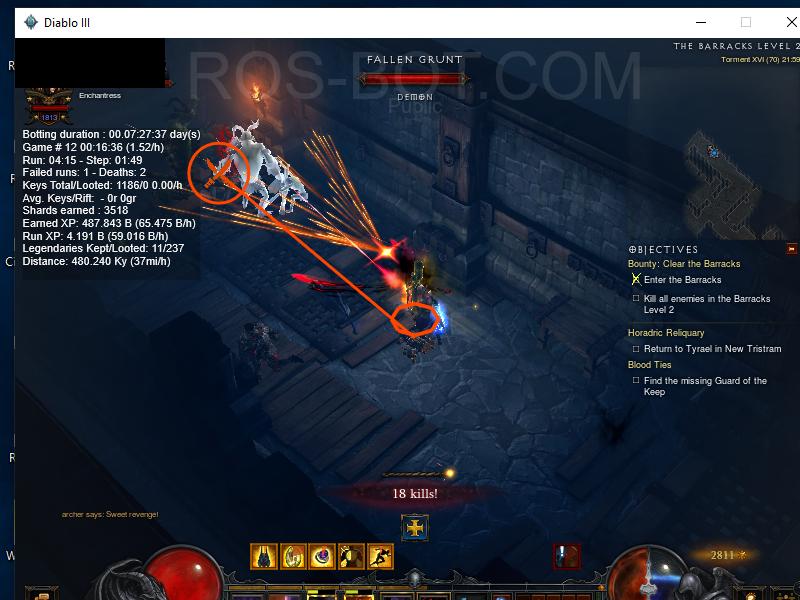 Diablo III
THE BARRACKS LEVEL 2
Torment XVI (70) 21:59
ROS-BOT.COM
Public
FALLEN GRUNT
DEMON
Enchantress
1813
Botting duration : 00.07:27:37 day(s)
Game # 12 00:16:36 (1.52/h)
Run: 04:15 - Step: 01:49
Failed runs: 1 - Deaths: 2
Keys Total/Looted: 1186/0 0.00/h
Avg. Keys/Rift: - 0r 0gr
Shards earned : 3518
Earned XP: 487.843 B (65.475 B/h)
Run XP: 4.191 B (59.016 B/h)
Legendaries Kept/Looted: 11/237
Distance: 480.240 Ky (37mi/h)
OBJECTIVES
Bounty: Clear the Barracks
Enter the Barracks
Kill all enemies in the Barracks
Level 2
Horadric Reliquary
Return to Tyrael in New Tristram
Blood Ties
Find the missing Guard of the
Keep
18 kills!
archer says: Sweet revenge!
2811